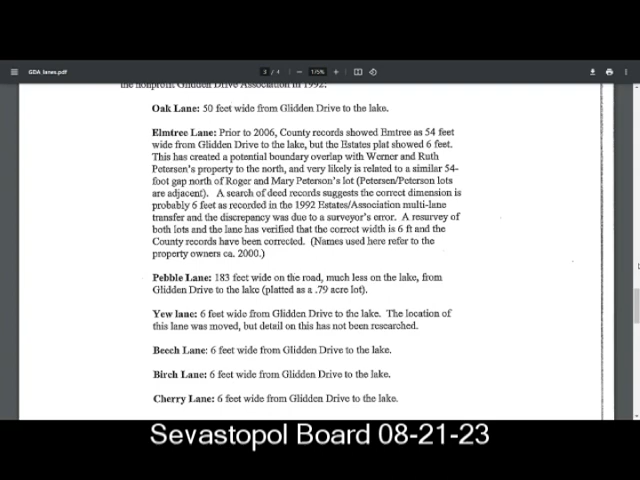 GDA_lanes.pdf
3 / 4
175%
the nonprofit Glidden Drive Association in 1992.
Oak Lane: 50 feet wide from Glidden Drive to the lake.
Elmtree Lane: Prior to 2006, County records showed Emtree as 54 feet
wide from Glidden Drive to the lake, but the Estates plat showed 6 feet.
This has created a potential boundary overlap with Werner and Ruth
Petersen's property to the north, and very likely is related to a similar 54-
foot gap north of Roger and Mary Peterson's lot (Petersen/Peterson lots
are adjacent). A search of deed records suggests the correct dimension is
probably 6 feet as recorded in the 1992 Estates/Association multi-lane
transfer and the discrepancy was due to a surveyor's error. A resurvey of
both lots and the lane has verified that the correct width is 6 ft and the
County records have been corrected. (Names used here refer to the
property owners ca. 2000.)
Pebble Lane: 183 feet wide on the road, much less on the lake, from
Glidden Drive to the lake (platted as a .79 acre lot).
Yew lane: 6 feet wide from Glidden Drive to the lake. The location of
this lane was moved, but detail on this has not been researched.
Beech Lane: 6 feet wide from Glidden Drive to the lake.
Birch Lane: 6 feet wide from Glidden Drive to the lake.
Cherry Lane: 6 feet wide from Glidden Drive to the lake.
Sevastopol Board 08-21-23